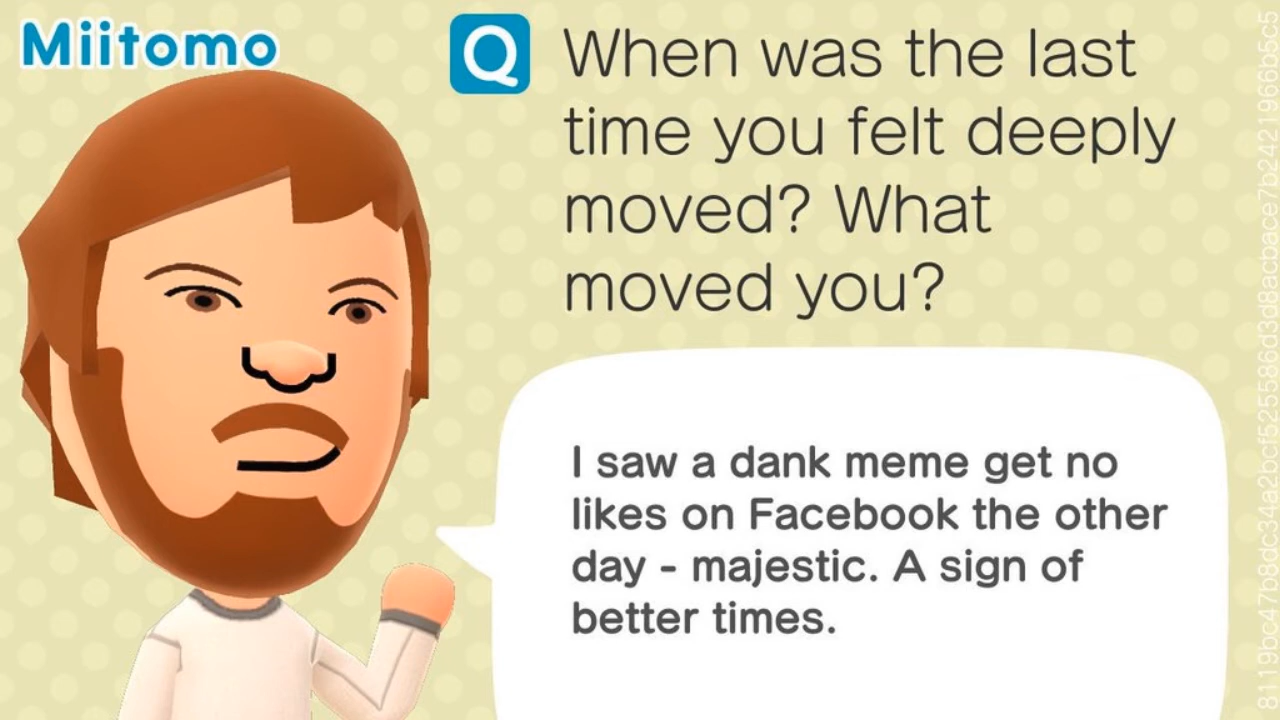 Miitomo
Q When was the last
time you felt deeply
moved? What
moved you?
I saw a dank meme get no
likes on Facebook the other
day - majestic. A sign of
better times.
8119bc47b8dc34a2bcf525586d3d8acbace7b2421966b5c5